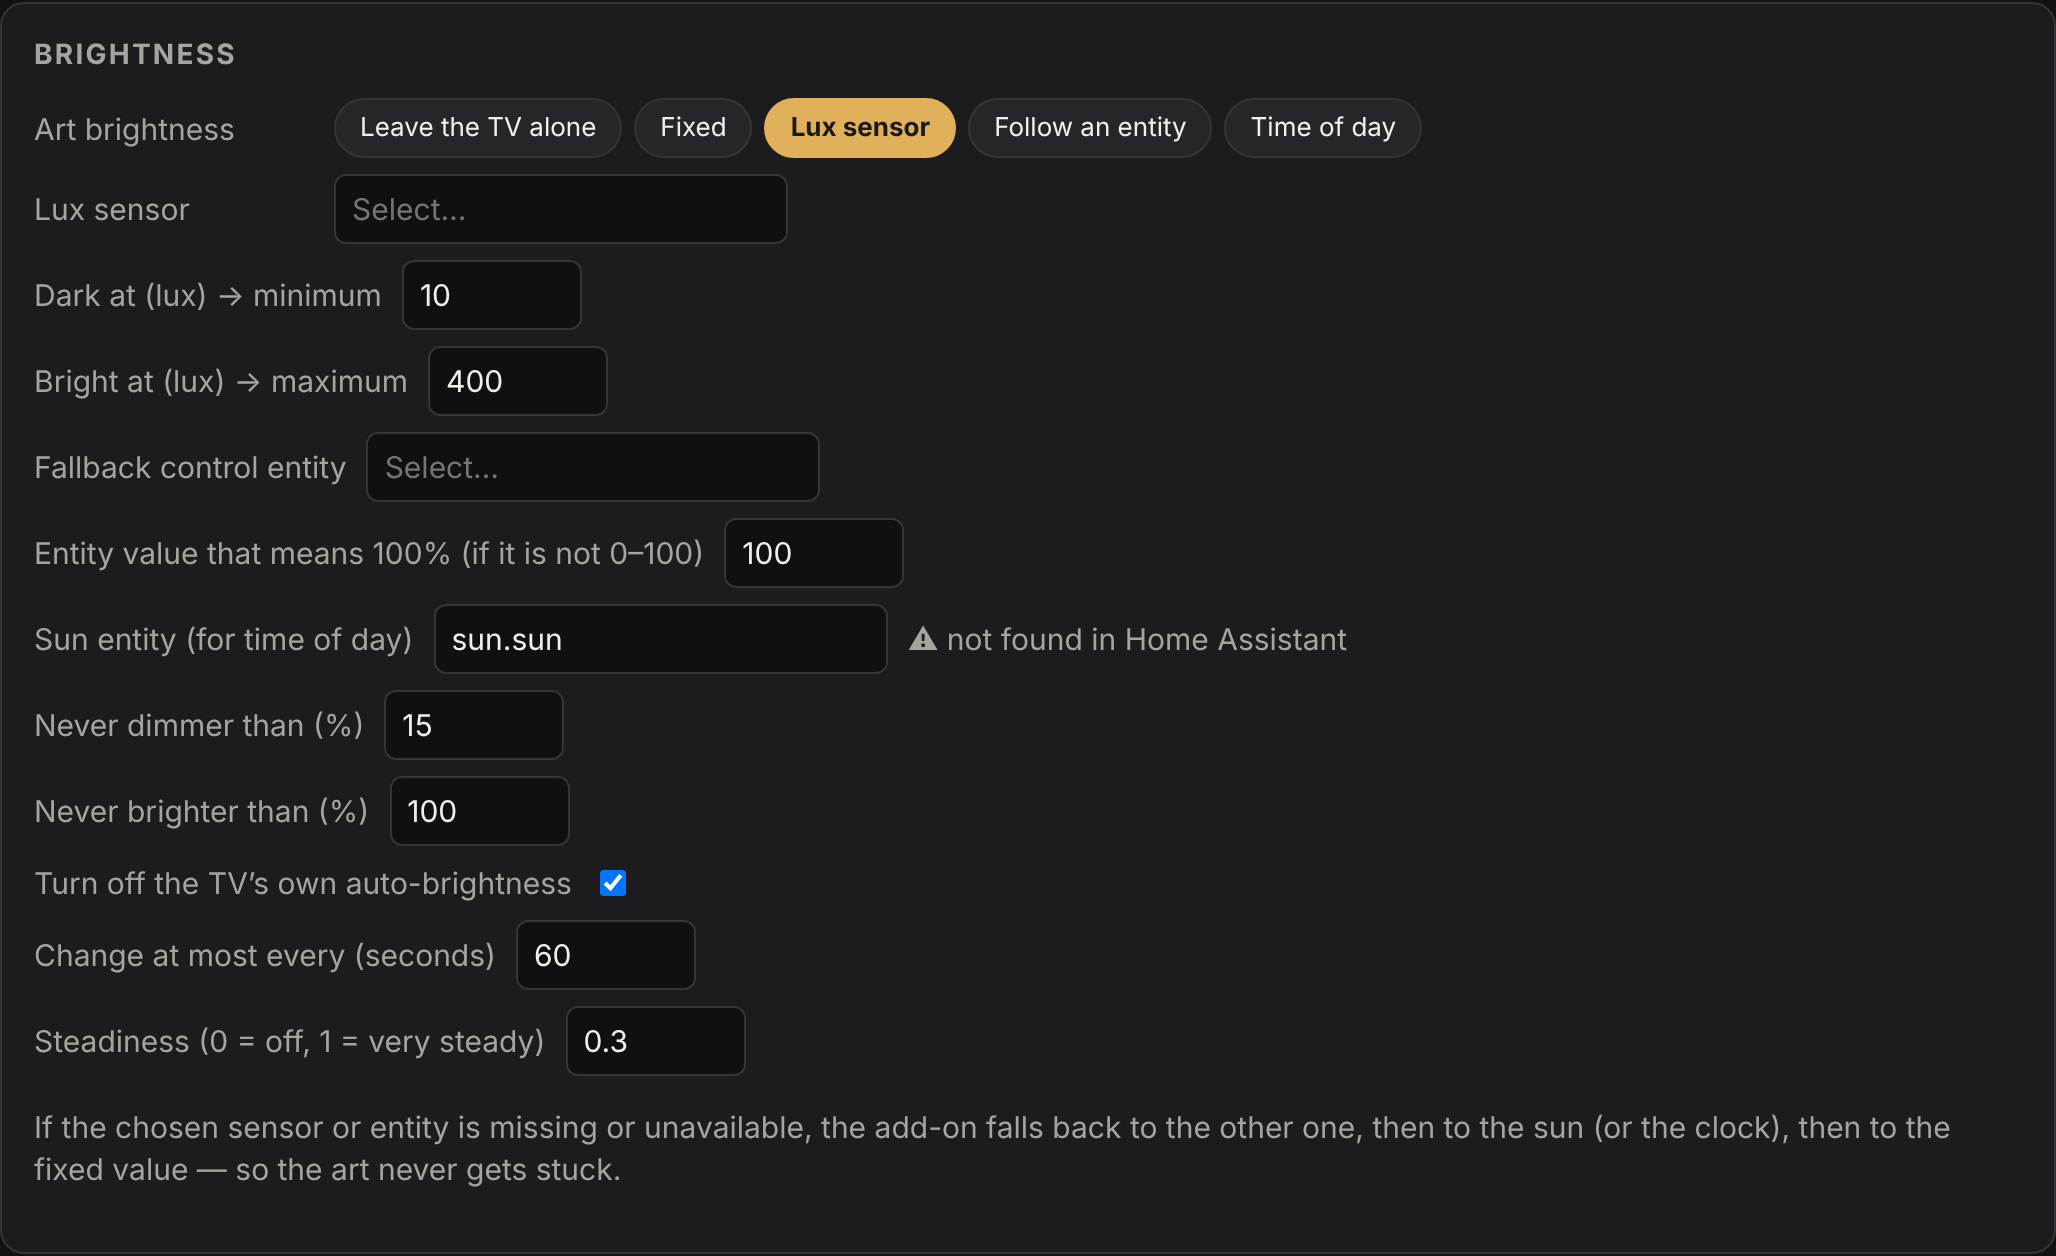 BRIGHTNESS
Art brightness Leave the TV alone Fixed Lux sensor Follow an entity Time of day
Lux sensor Select...
Dark at (lux) → minimum 10
Bright at (lux) → maximum 400
Fallback control entity Select...
Entity value that means 100% (if it is not 0–100) 100
Sun entity (for time of day) sun.sun ⚠ not found in Home Assistant
Never dimmer than (%) 15
Never brighter than (%) 100
Turn off the TV’s own auto-brightness
Change at most every (seconds) 60
Steadiness (0 = off, 1 = very steady) 0.3
If the chosen sensor or entity is missing or unavailable, the add-on falls back to the other one, then to the sun (or the clock), then to the
fixed value — so the art never gets stuck.